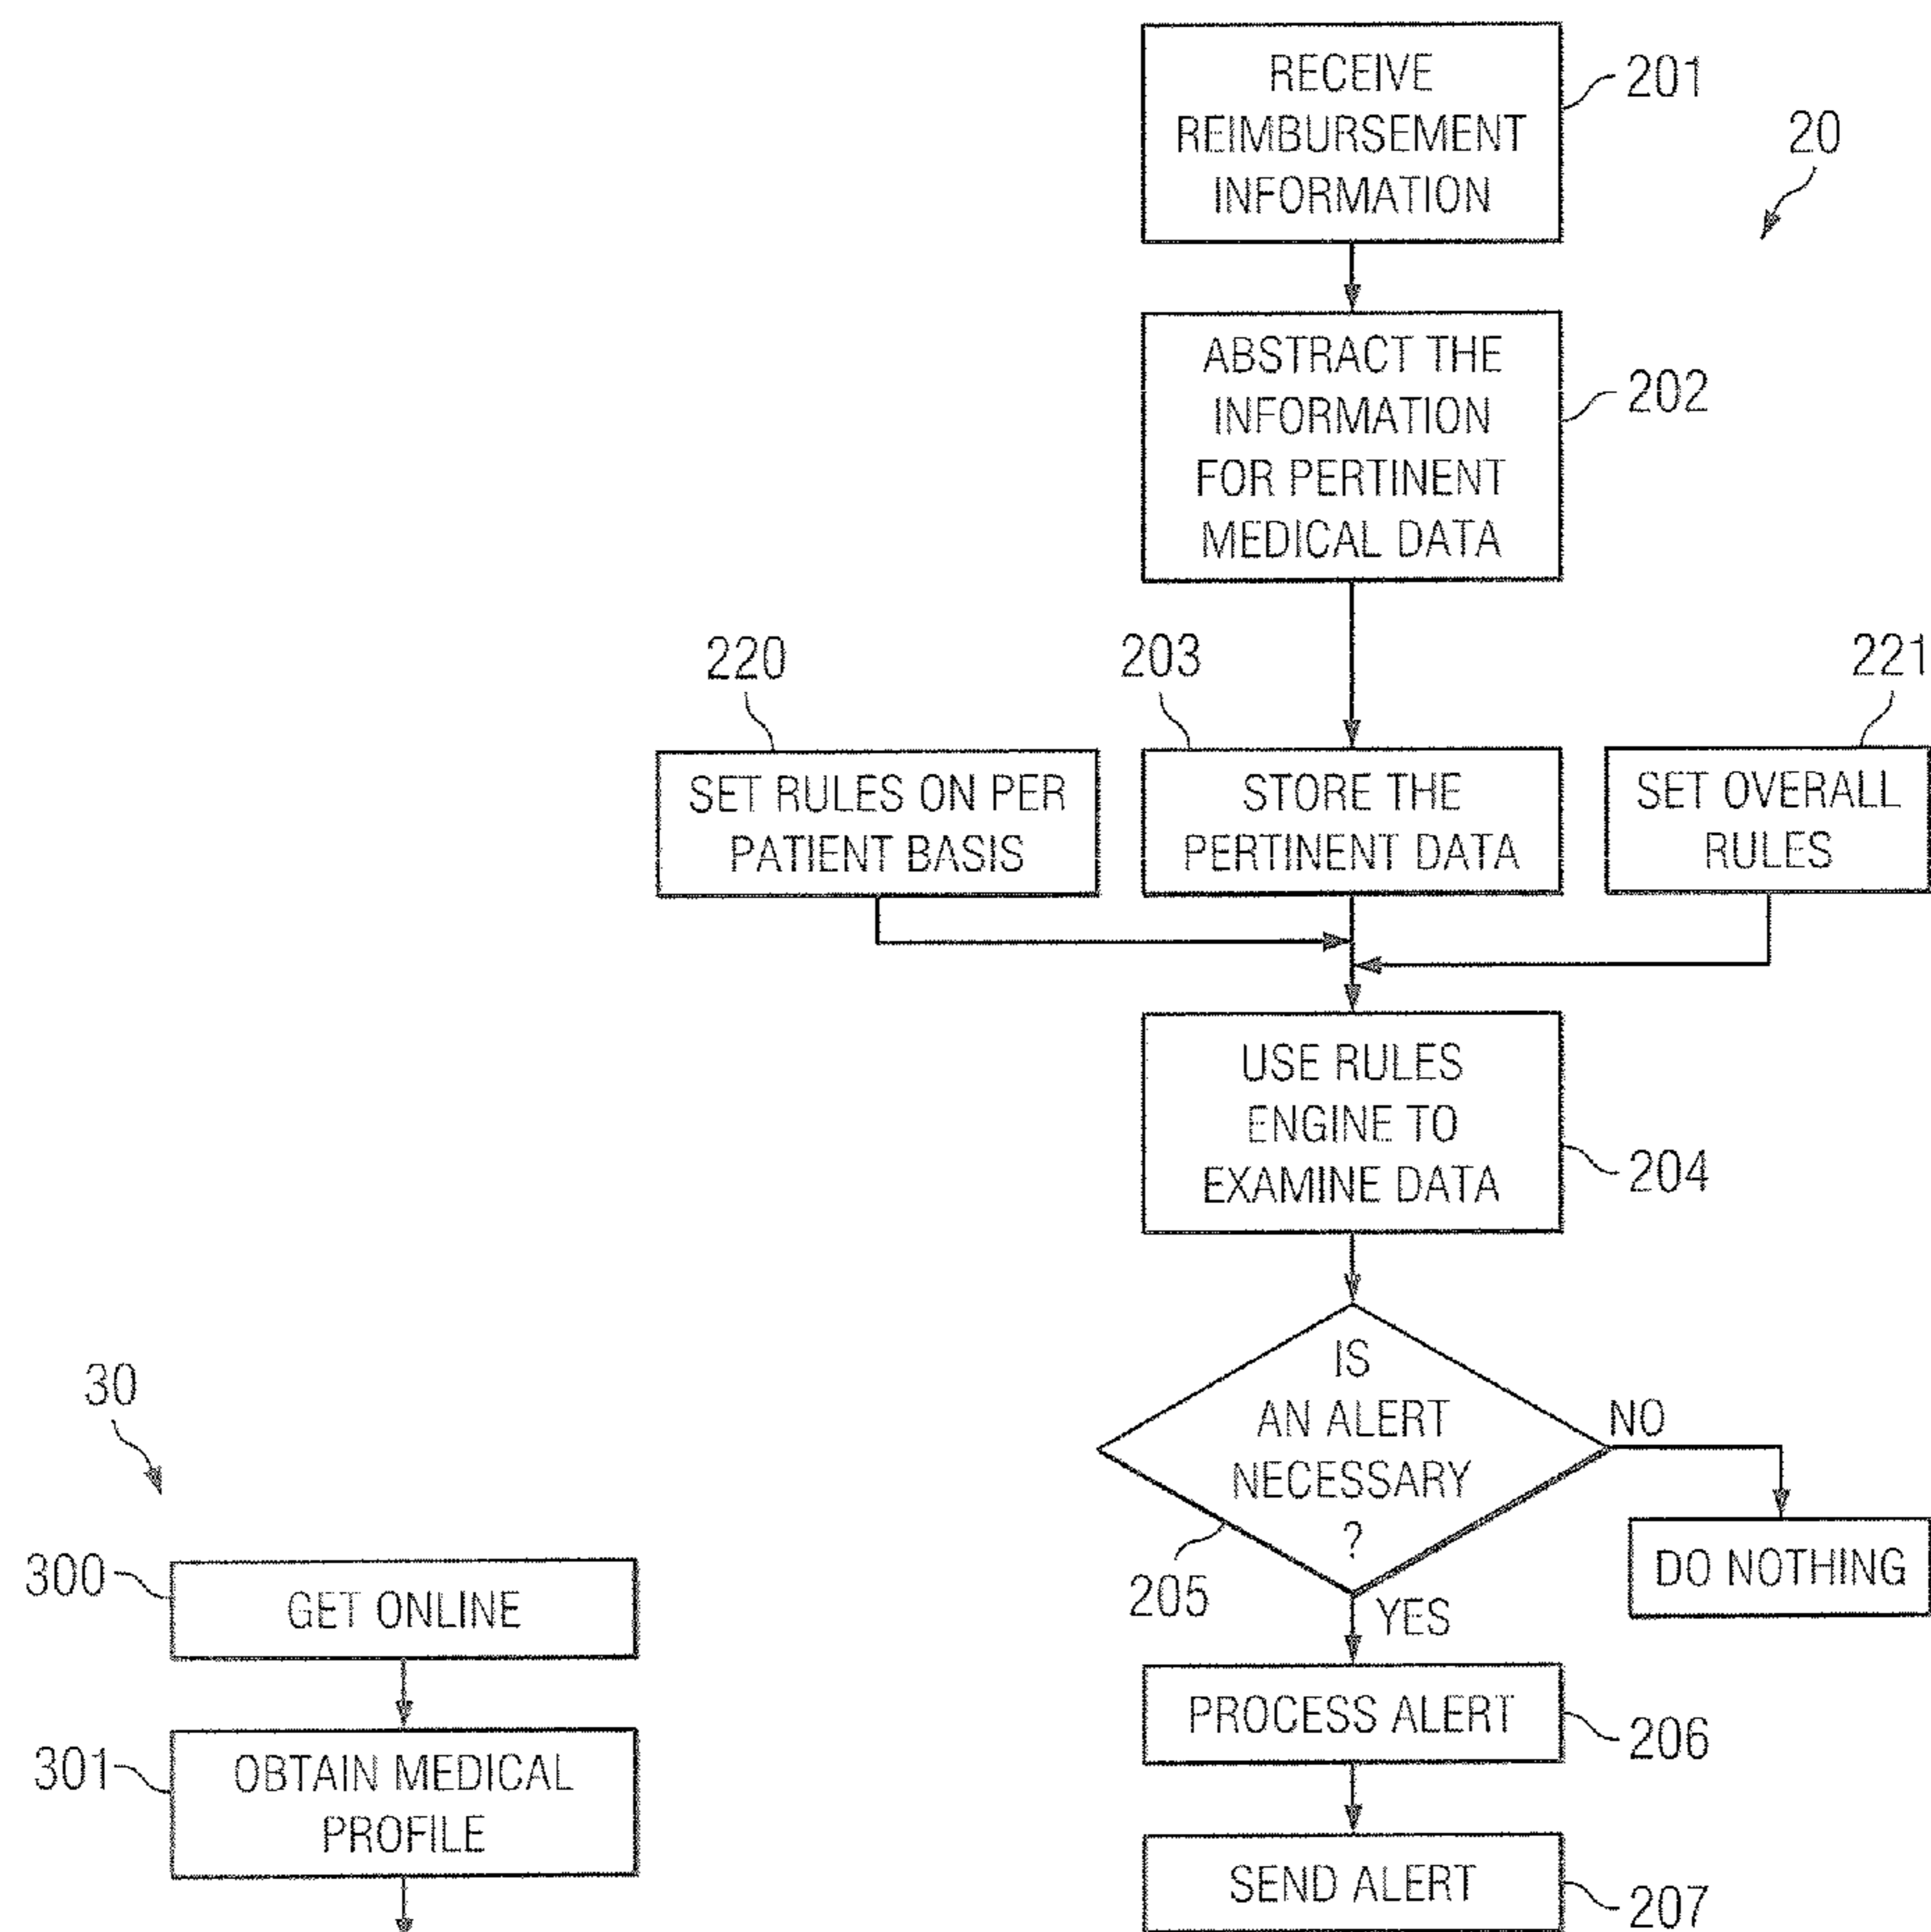 RECEIVE
REIMBURSEMENT
INFORMATION
201
20
ABSTRACT THE
INFORMATION
FOR PERTINENT
MEDICAL DATA
202
220
203
221
SET RULES ON PER
PATIENT BASIS
STORE THE
PERTINENT DATA
SET OVERALL
RULES
USE RULES
ENGINE TO
EXAMINE DATA
204
IS
AN ALERT
NECESSARY
?
205
NO
DO NOTHING
YES
PROCESS ALERT
206
SEND ALERT
207
30
300
GET ONLINE
301
OBTAIN MEDICAL
PROFILE